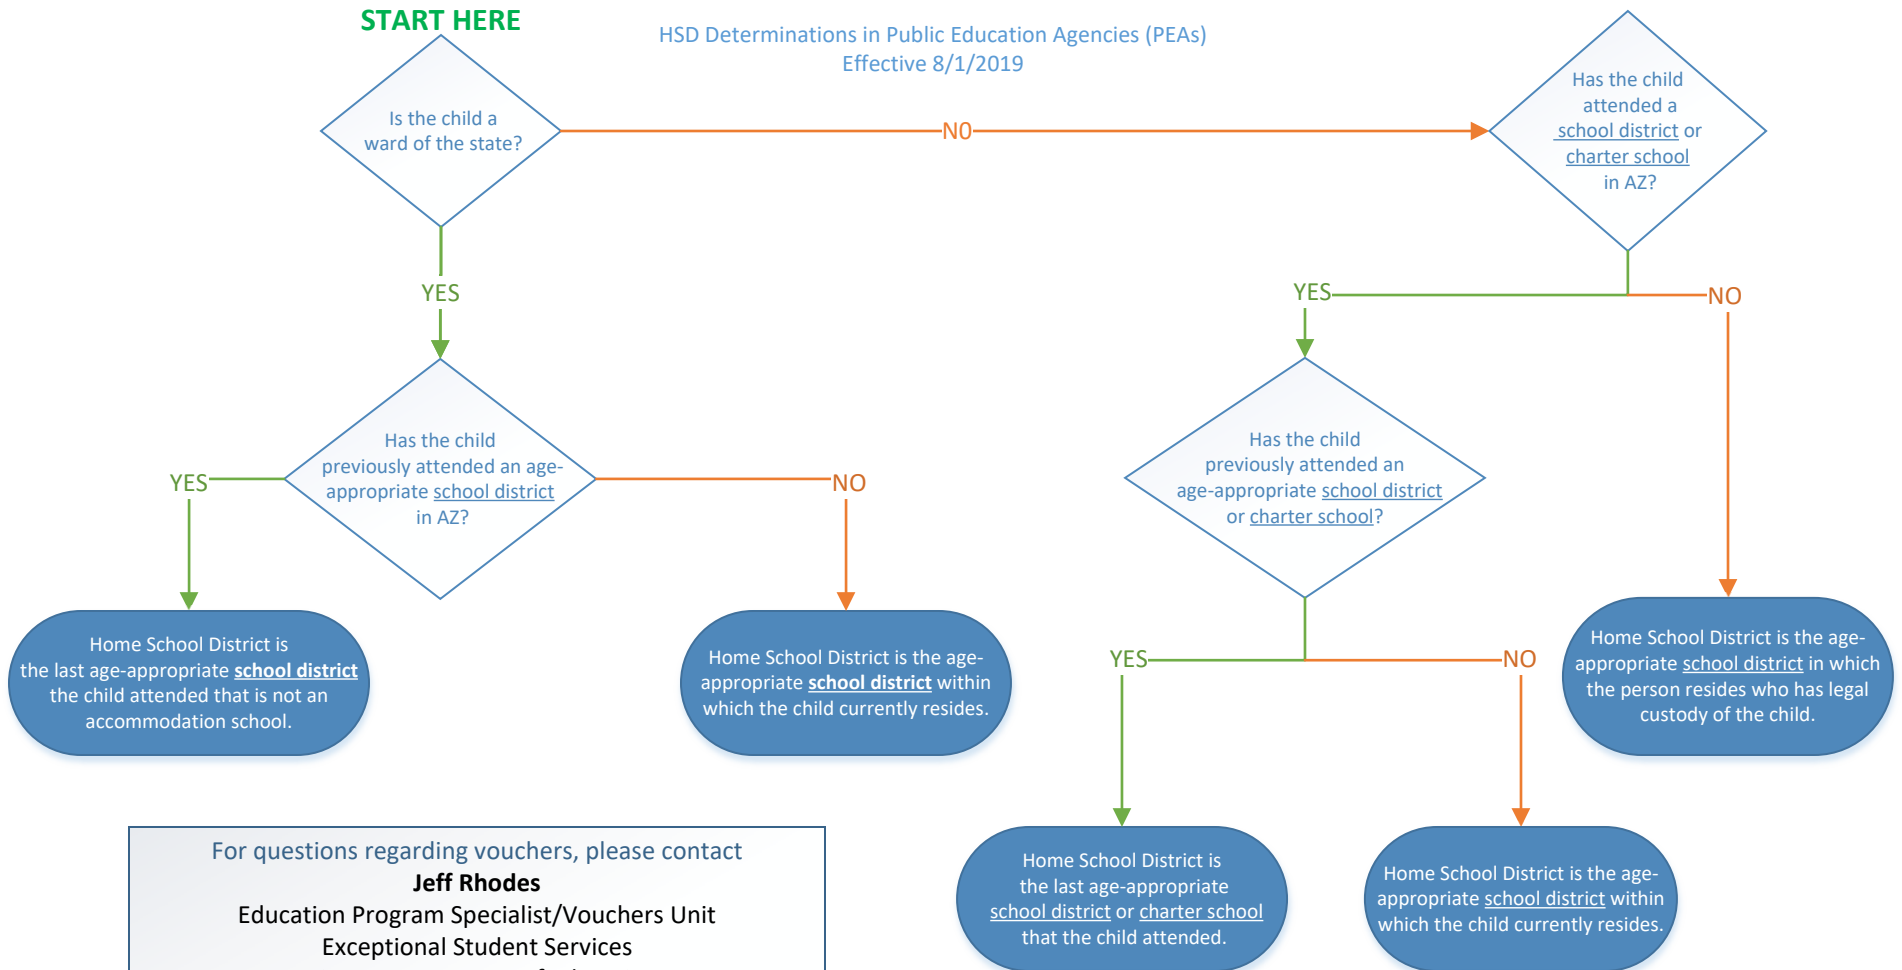 START HERE
HSD Determinations in Public Education Agencies (PEAs)
Effective 8/1/2019
Is the child a
ward of the state?
N0
Has the child
attended a
school district or
charter school
in AZ?
YES
YES
NO
Has the child
previously attended an age-
appropriate school district
in AZ?
YES
NO
Has the child
previously attended an
age-appropriate school district
or charter school?
Home School District is
the last age-appropriate school district
the child attended that is not an
accommodation school.
Home School District is the age-
appropriate school district within
which the child currently resides.
YES
NO
Home School District is the age-
appropriate school district in which
the person resides who has legal
custody of the child.
For questions regarding vouchers, please contact
Jeff Rhodes
Education Program Specialist/Vouchers Unit
Exceptional Student Services
Home School District is
the last age-appropriate
school district or charter school
that the child attended.
Home School District is the age-
appropriate school district within
which the child currently resides.